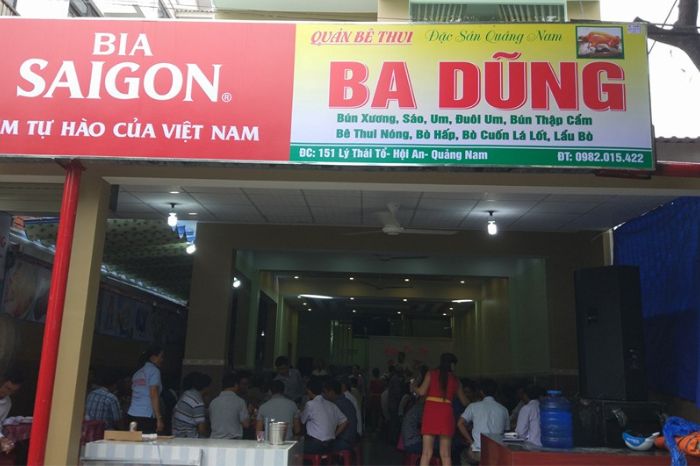 BIA
SAIGON®
M TỰ HÀO CỦA VIỆT NAM
QUÁN BÊ THUI Đặc Sản Quảng Nam
BA DŨNG
Bún Xương, Sáo, Um, Đuôi Um, Bún Thập Cẩm
Bê Thui Nóng, Bò Hấp, Bò Cuốn Lá Lốt, Lẩu Bò
ĐC: 151 Lý Thái Tổ- Hội An- Quảng Nam ĐT: 0982.015.422